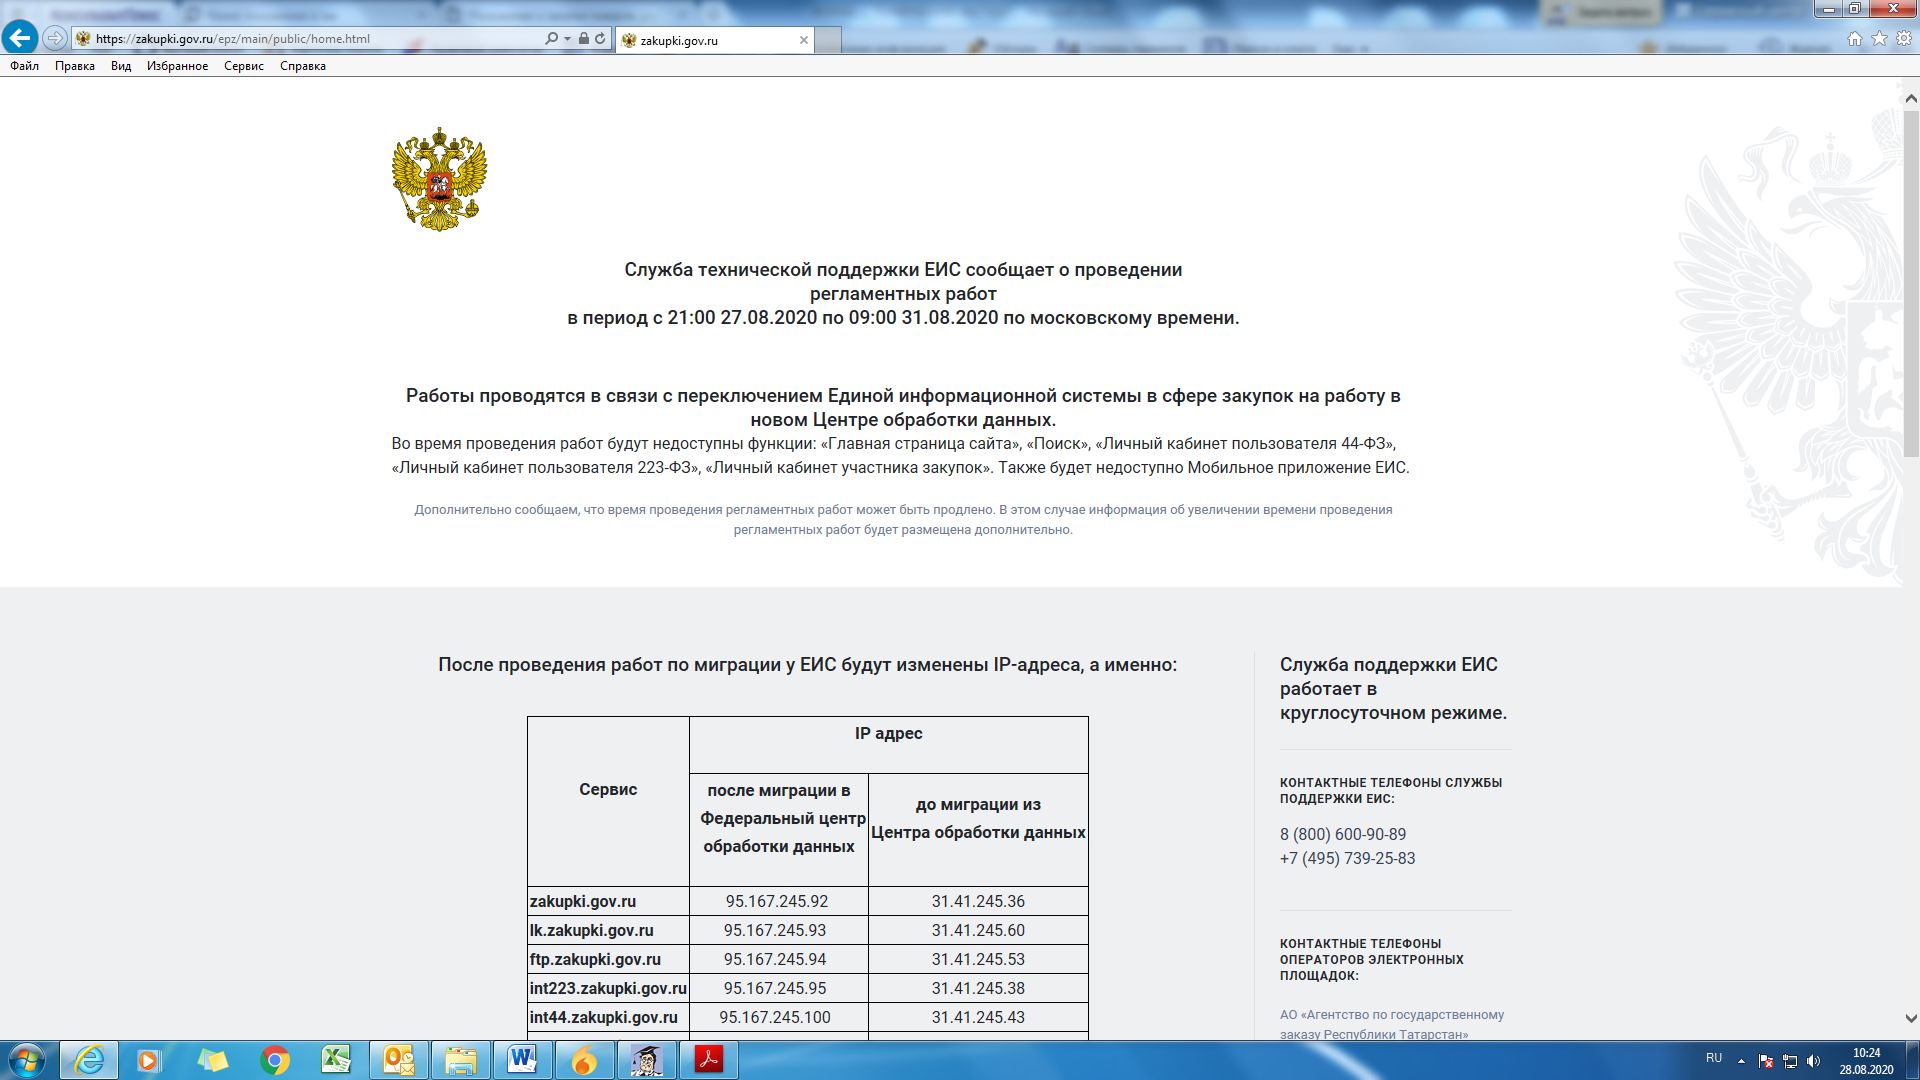 https://zakupki.gov.ru/epz/main/public/home.html
zakupki.gov.ru
Файл Правка Вид Избранное Сервис Справка
Служба технической поддержки ЕИС сообщает о проведении
регламентных работ
в период с 21:00 27.08.2020 по 09:00 31.08.2020 по московскому времени.
Работы проводятся в связи с переключением Единой информационной системы в сфере закупок на работу в
новом Центре обработки данных.
Во время проведения работ будут недоступны функции: «Главная страница сайта», «Поиск», «Личный кабинет пользователя 44-ФЗ»,
«Личный кабинет пользователя 223-ФЗ», «Личный кабинет участника закупок». Также будет недоступно Мобильное приложение ЕИС.
Дополнительно сообщаем, что время проведения регламентных работ может быть продлено. В этом случае информация об увеличении времени проведения
регламентных работ будет размещена дополнительно.
После проведения работ по миграции у ЕИС будут изменены IP-адреса, а именно:
Сервис
IP адрес
после миграции в
Федеральный центр
обработки данных
до миграции из
Центра обработки данных
zakupki.gov.ru 95.167.245.92 31.41.245.36
lk.zakupki.gov.ru 95.167.245.93 31.41.245.60
ftp.zakupki.gov.ru 95.167.245.94 31.41.245.53
int223.zakupki.gov.ru 95.167.245.95 31.41.245.38
int44.zakupki.gov.ru 95.167.245.100 31.41.245.43
Служба поддержки ЕИС
работает в
круглосуточном режиме.
КОНТАКТНЫЕ ТЕЛЕФОНЫ СЛУЖБЫ
ПОДДЕРЖКИ ЕИС:
8 (800) 600-90-89
+7 (495) 739-25-83
КОНТАКТНЫЕ ТЕЛЕФОНЫ
ОПЕРАТОРОВ ЭЛЕКТРОННЫХ
ПЛОЩАДОК:
АО «Агентство по государственному
заказу Республики Татарстан»
RU
10:24
28.08.2020